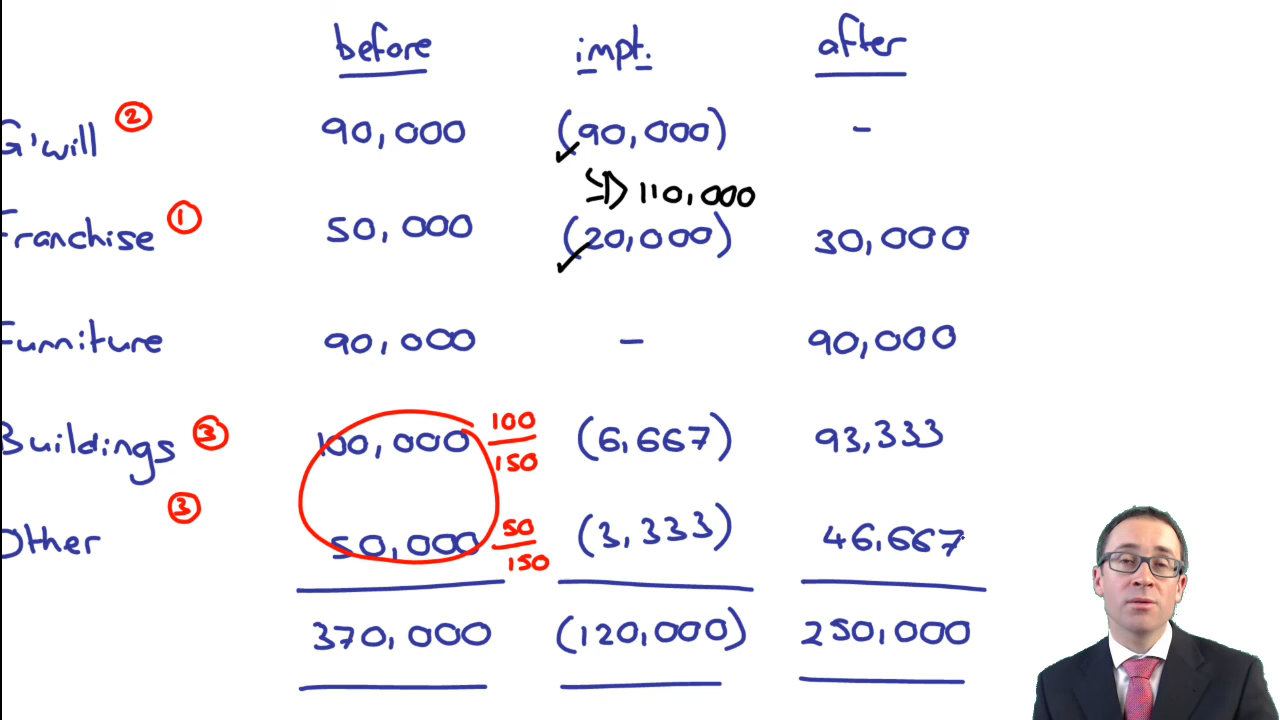 before impt. after
G'will ② 90,000 (90,000) -
110,000
Franchise ① 50,000 (20,000) 30,000
Furniture 90,000 - 90,000
Buildings ③ 100,000 100/150 (6,667) 93,333
Other ③ 50,000 50/150 (3,333) 46,667
370,000 (120,000) 250,000